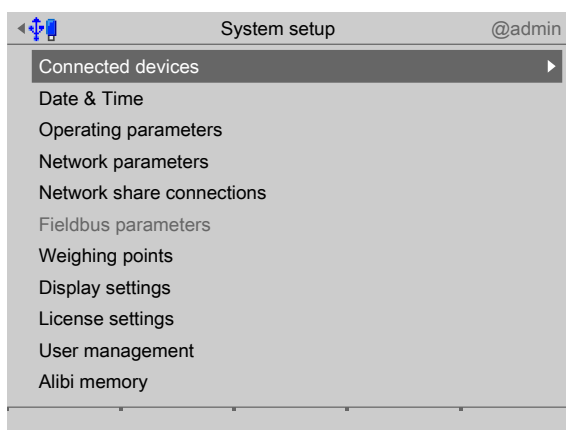 System setup @admin
Connected devices
Date & Time
Operating parameters
Network parameters
Network share connections
Fieldbus parameters
Weighing points
Display settings
License settings
User management
Alibi memory